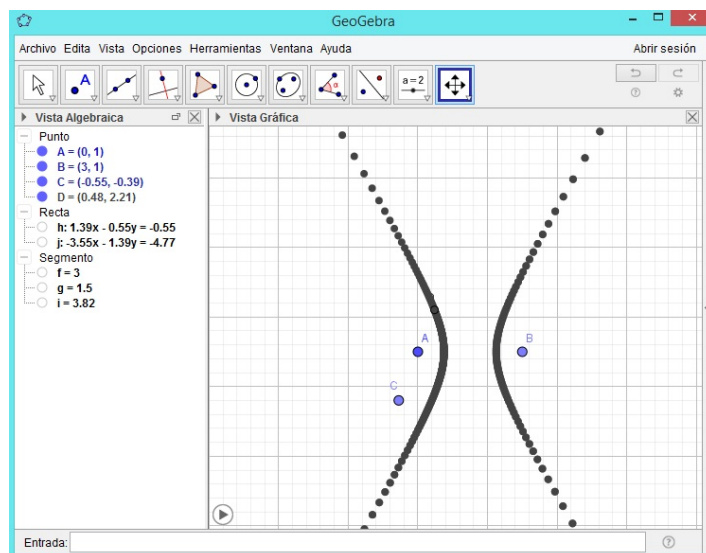 GeoGebra
Archivo Edita Vista Opciones Herramientas Ventana Ayuda Abrir sesión
A
α
a=2
Vista Algebraica
Vista Gráfica
Punto
A = (0, 1)
B = (3, 1)
C = (-0.55, -0.39)
D = (0.48, 2.21)
Recta
h: 1.39x - 0.55y = -0.55
j: -3.55x - 1.39y = -4.77
Segmento
f = 3
g = 1.5
i = 3.82
A
B
C
Entrada: